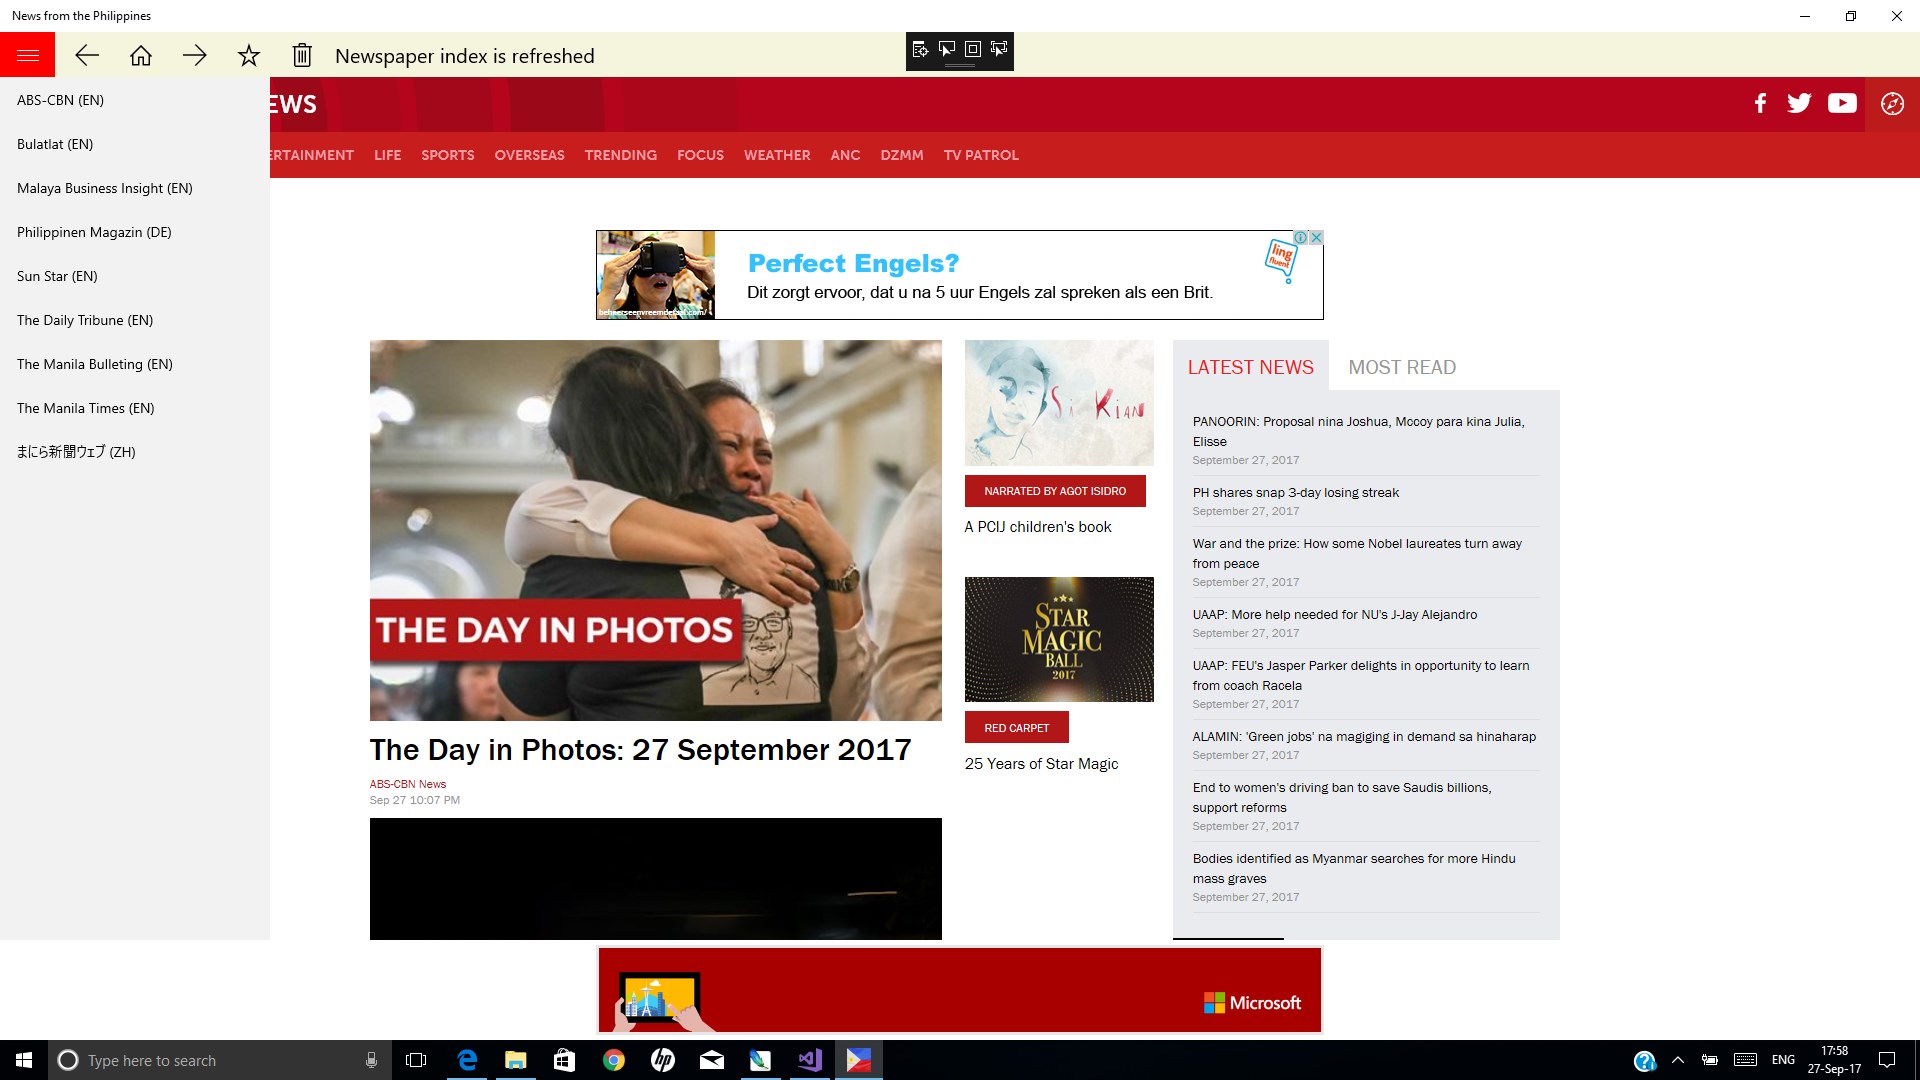 News from the Philippines
Newspaper index is refreshed
ABS-CBN (EN)
Bulatlat (EN)
Malaya Business Insight (EN)
Philippinen Magazin (DE)
Sun Star (EN)
The Daily Tribune (EN)
The Manila Bulleting (EN)
The Manila Times (EN)
まにら新聞ウェブ (ZH)
EWS
ERTAINMENT LIFE SPORTS OVERSEAS TRENDING FOCUS WEATHER ANC DZMM TV PATROL
Perfect Engels?
Dit zorgt ervoor, dat u na 5 uur Engels zal spreken als een Brit.
ling
fluent
THE DAY IN PHOTOS
The Day in Photos: 27 September 2017
ABS-CBN News
Sep 27 10:07 PM
Si Kian
NARRATED BY AGOT ISIDRO
A PCIJ children's book
STAR
MAGIC
BALL
2017
RED CARPET
25 Years of Star Magic
LATEST NEWS MOST READ
PANOORIN: Proposal nina Joshua, Mccoy para kina Julia,
Elisse
September 27, 2017
PH shares snap 3-day losing streak
September 27, 2017
War and the prize: How some Nobel laureates turn away
from peace
September 27, 2017
UAAP: More help needed for NU's J-Jay Alejandro
September 27, 2017
UAAP: FEU's Jasper Parker delights in opportunity to learn
from coach Racela
September 27, 2017
ALAMIN: 'Green jobs' na magiging in demand sa hinaharap
September 27, 2017
End to women's driving ban to save Saudis billions,
support reforms
September 27, 2017
Bodies identified as Myanmar searches for more Hindu
mass graves
September 27, 2017
Microsoft
Type here to search
hp
ENG
17:58
27-Sep-17